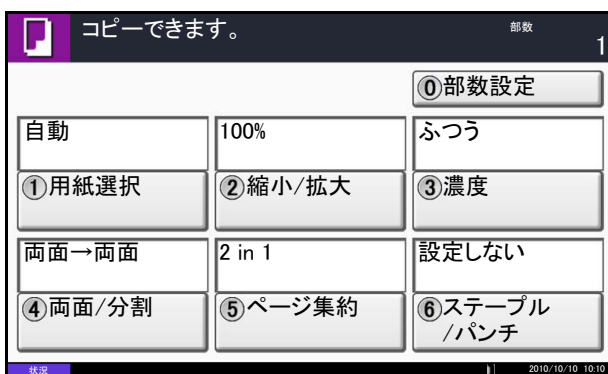 コピーできます。
部数
1
⓪部数設定
自動
100%
ふつう
①用紙選択
②縮小/拡大
③濃度
両面→両面
2 in 1
設定しない
④両面/分割
⑤ページ集約
⑥ステープル
/パンチ
状況
2010/10/10 10:10